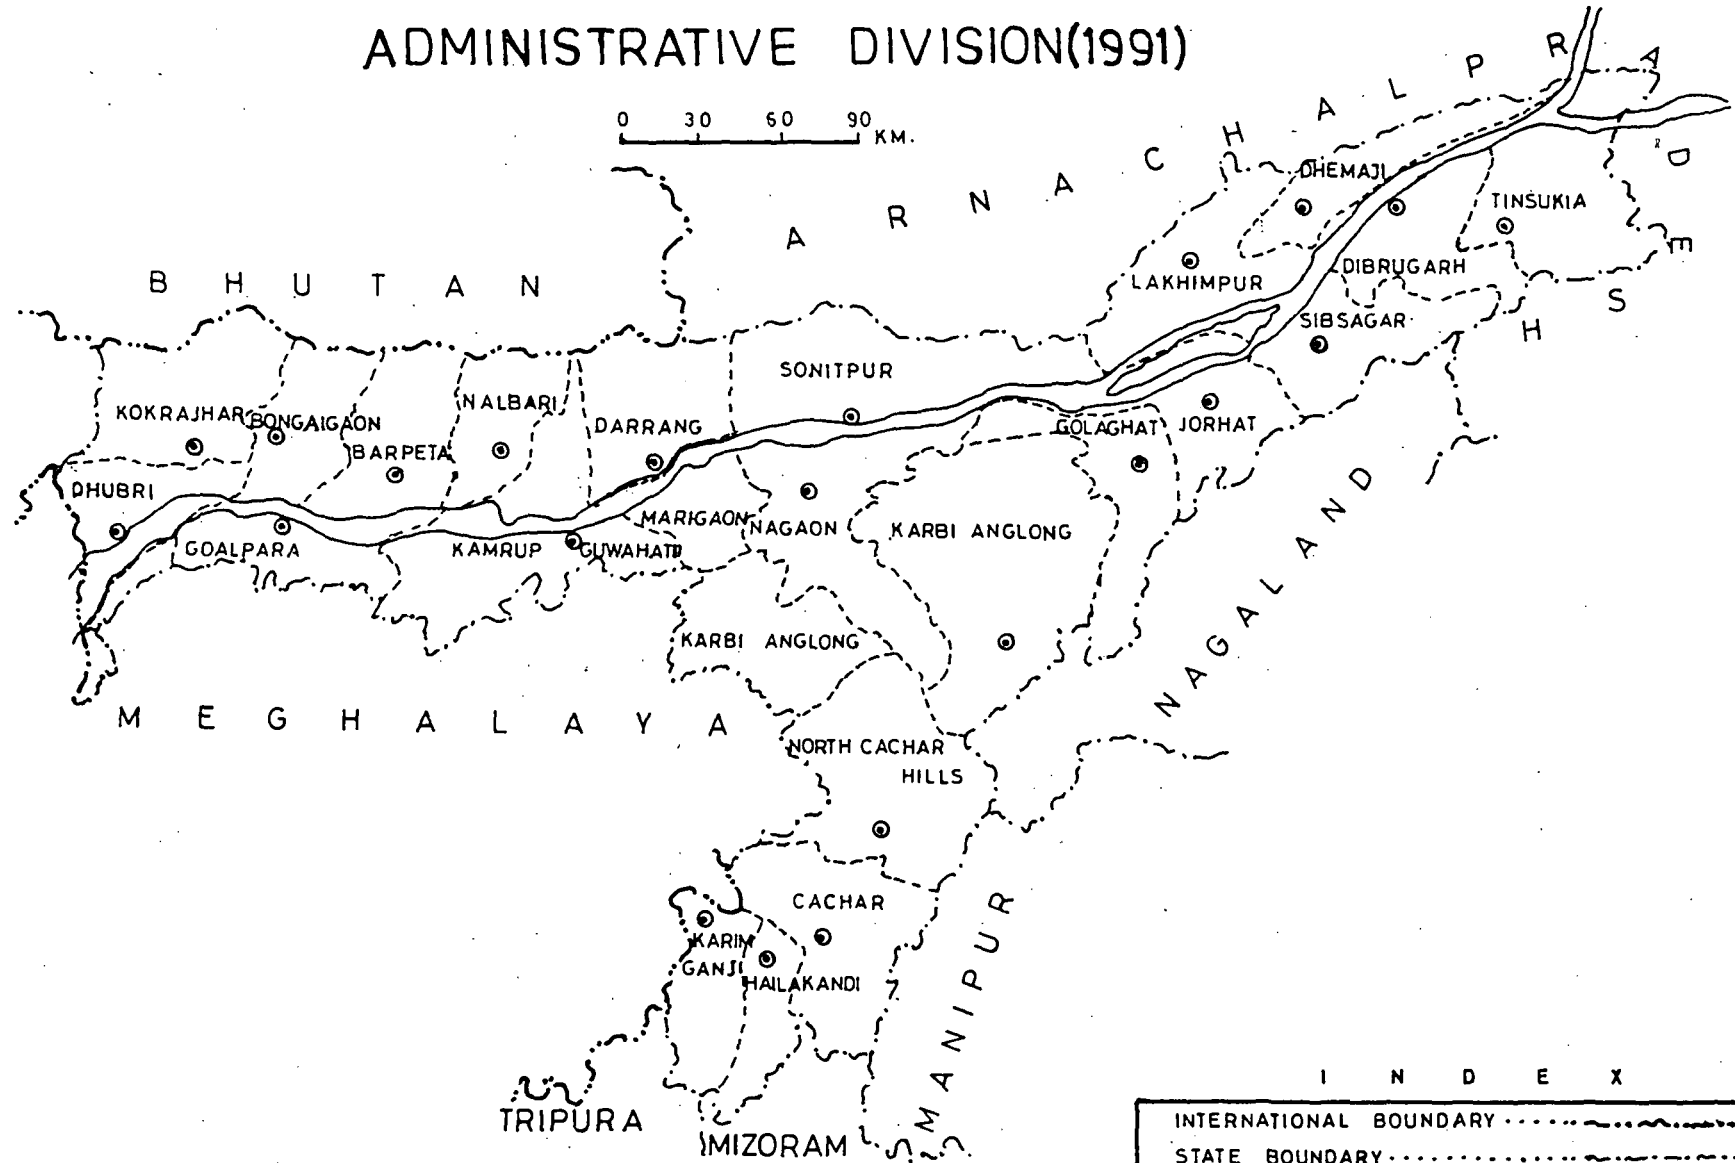 ADMINISTRATIVE DIVISION(1991)
0 30 60 90 KM.
ARNACHAL PRADESH
BHUTAN
DHEMAJI
TINSUKIA
LAKHIMPUR
DIBRUGARH
SIBSAGAR
SONITPUR
KOKRAJHAR
BONGAIGAON
NALBARI
DARRANG
BARPETA
GOLAGHAT
JORHAT
DHUBRI
GOALPARA
KAMRUP
GUWAHATI
MARIGAON
NAGAON
KARBI ANGLONG
KARBI ANGLONG
NAGALAND
MEGHALAYA
NORTH CACHAR
HILLS
CACHAR
KARIM
GANJI
HAILAKANDI
MANIPUR
TRIPURA
MIZORAM
INDEX
INTERNATIONAL BOUNDARY
STATE BOUNDARY